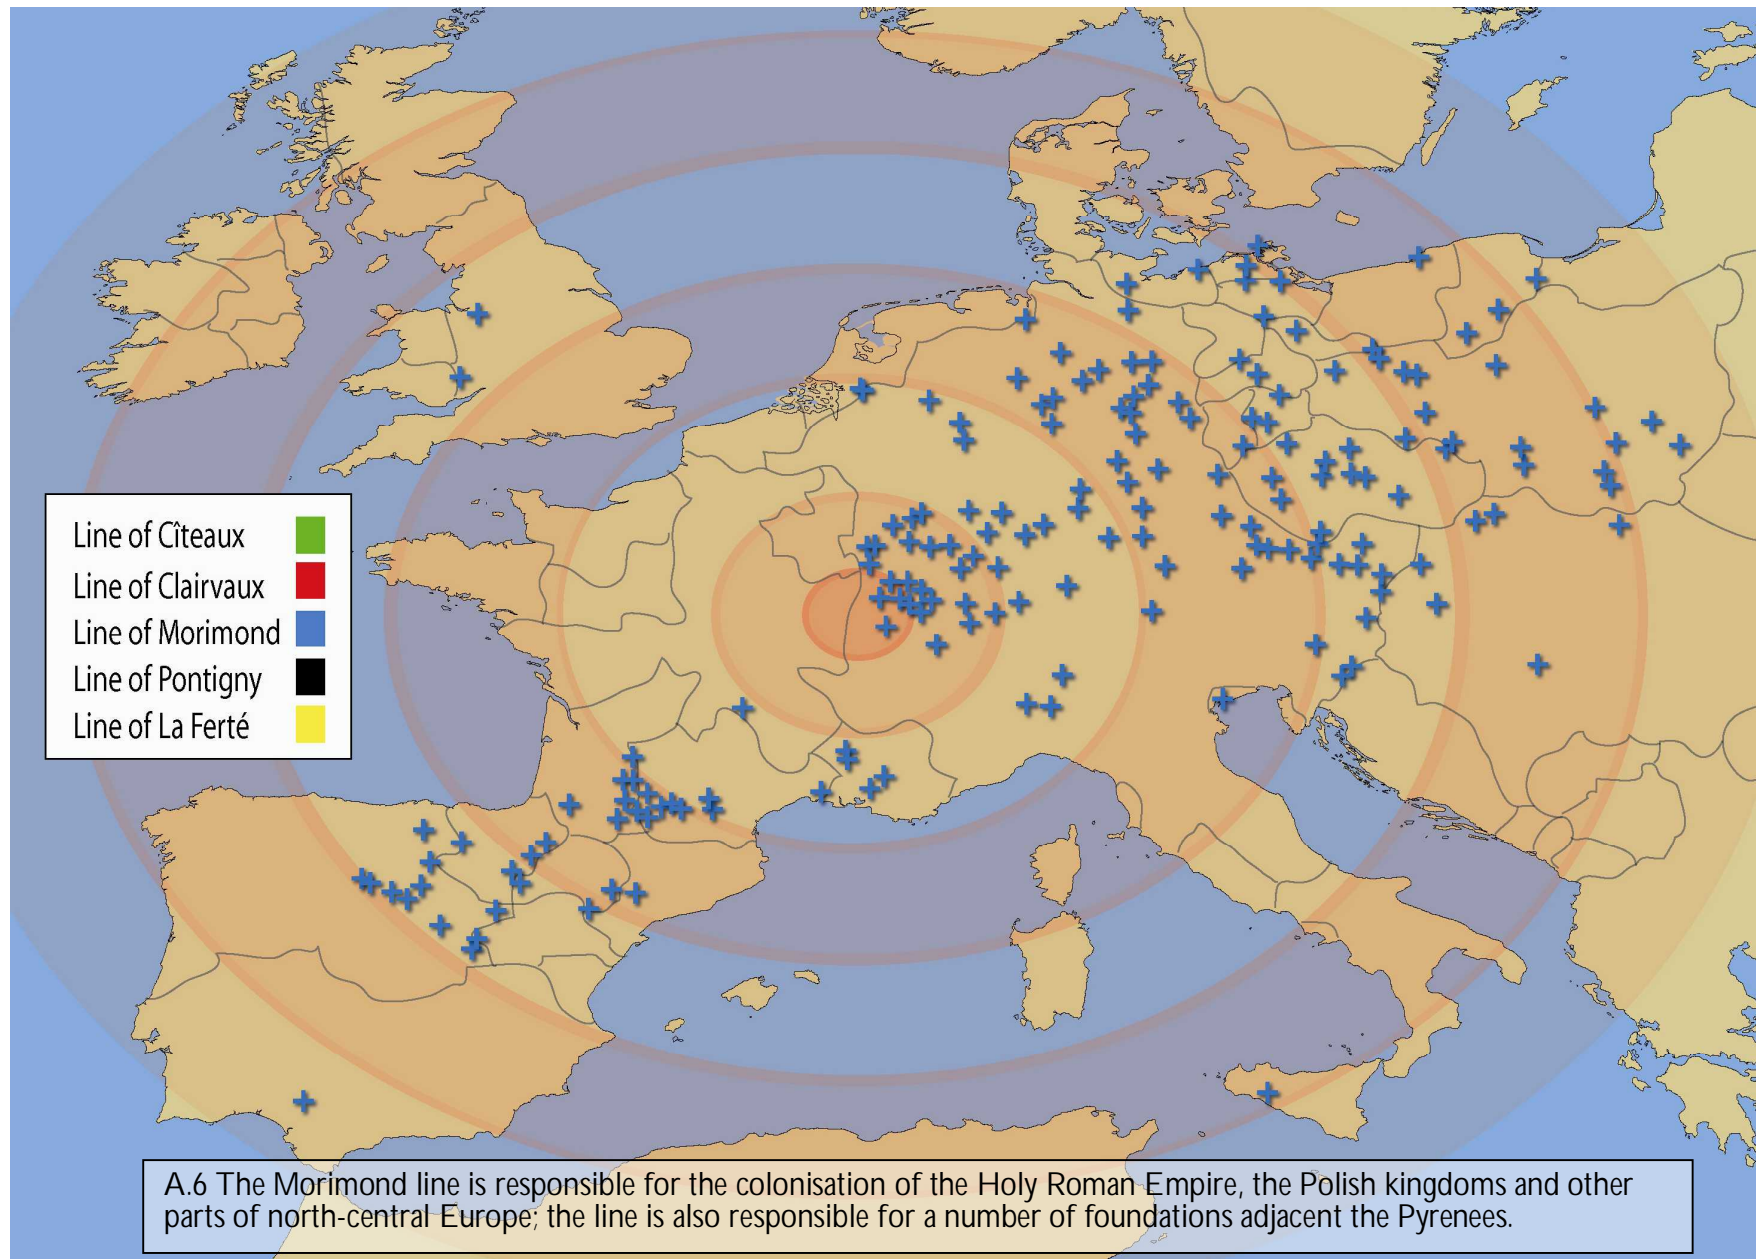 Line of Cîteaux
Line of Clairvaux
Line of Morimond
Line of Pontigny
Line of La Ferté
A.6 The Morimond line is responsible for the colonisation of the Holy Roman Empire, the Polish kingdoms and other
parts of north-central Europe; the line is also responsible for a number of foundations adjacent the Pyrenees.